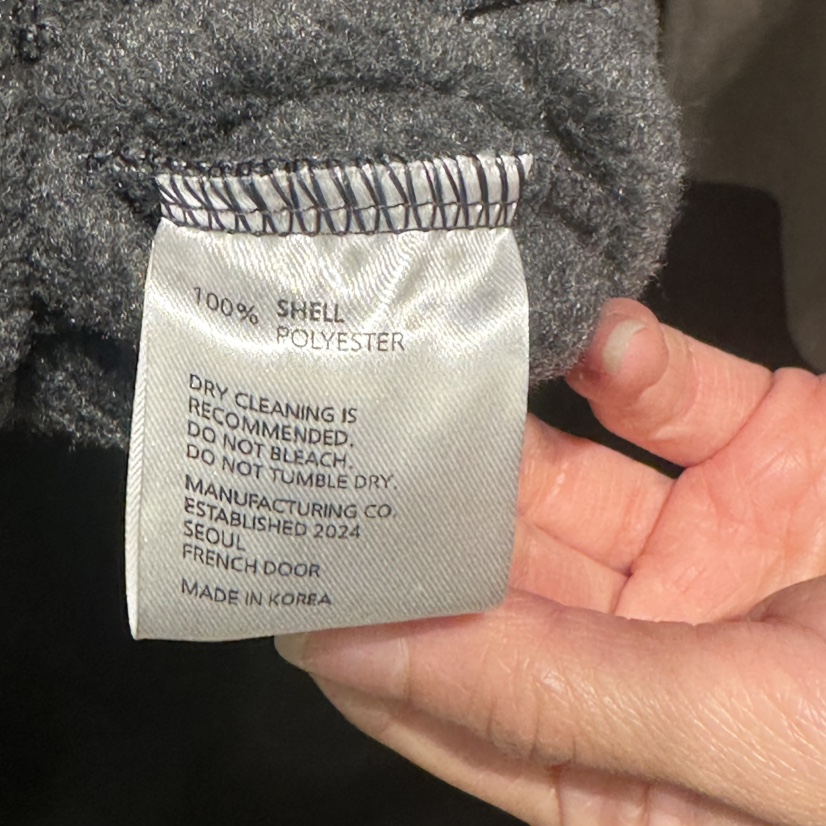 100% SHELL
POLYESTER
DRY CLEANING IS
RECOMMENDED.
DO NOT BLEACH.
DO NOT TUMBLE DRY.
MANUFACTURING CO.
ESTABLISHED 2024
SEOUL
FRENCH DOOR
MADE IN KOREA